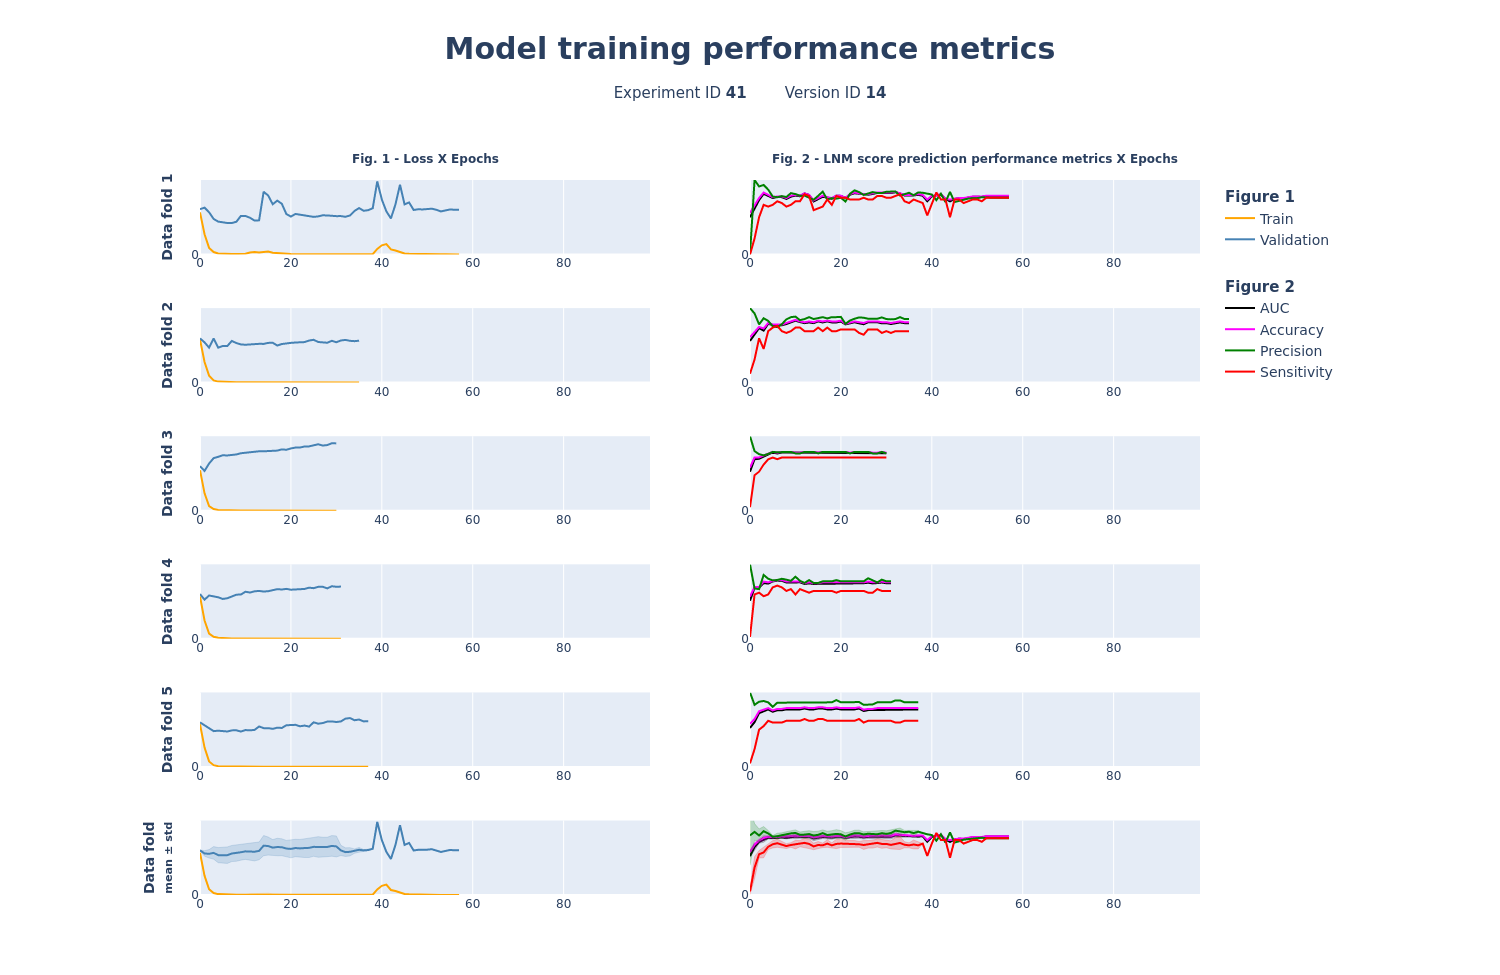 Model training performance metrics
Experiment ID 41 Version ID 14
Fig. 1 - Loss X Epochs
Fig. 2 - LNM score prediction performance metrics X Epochs
Data fold 1
0
0 20 40 60 80
0
0 20 40 60 80
Data fold 2
0
0 20 40 60 80
0
0 20 40 60 80
Data fold 3
0
0 20 40 60 80
0
0 20 40 60 80
Data fold 4
0
0 20 40 60 80
0
0 20 40 60 80
Data fold 5
0
0 20 40 60 80
0
0 20 40 60 80
Data fold
mean ± std
0
0 20 40 60 80
0
0 20 40 60 80
Figure 1
Train
Validation
Figure 2
AUC
Accuracy
Precision
Sensitivity